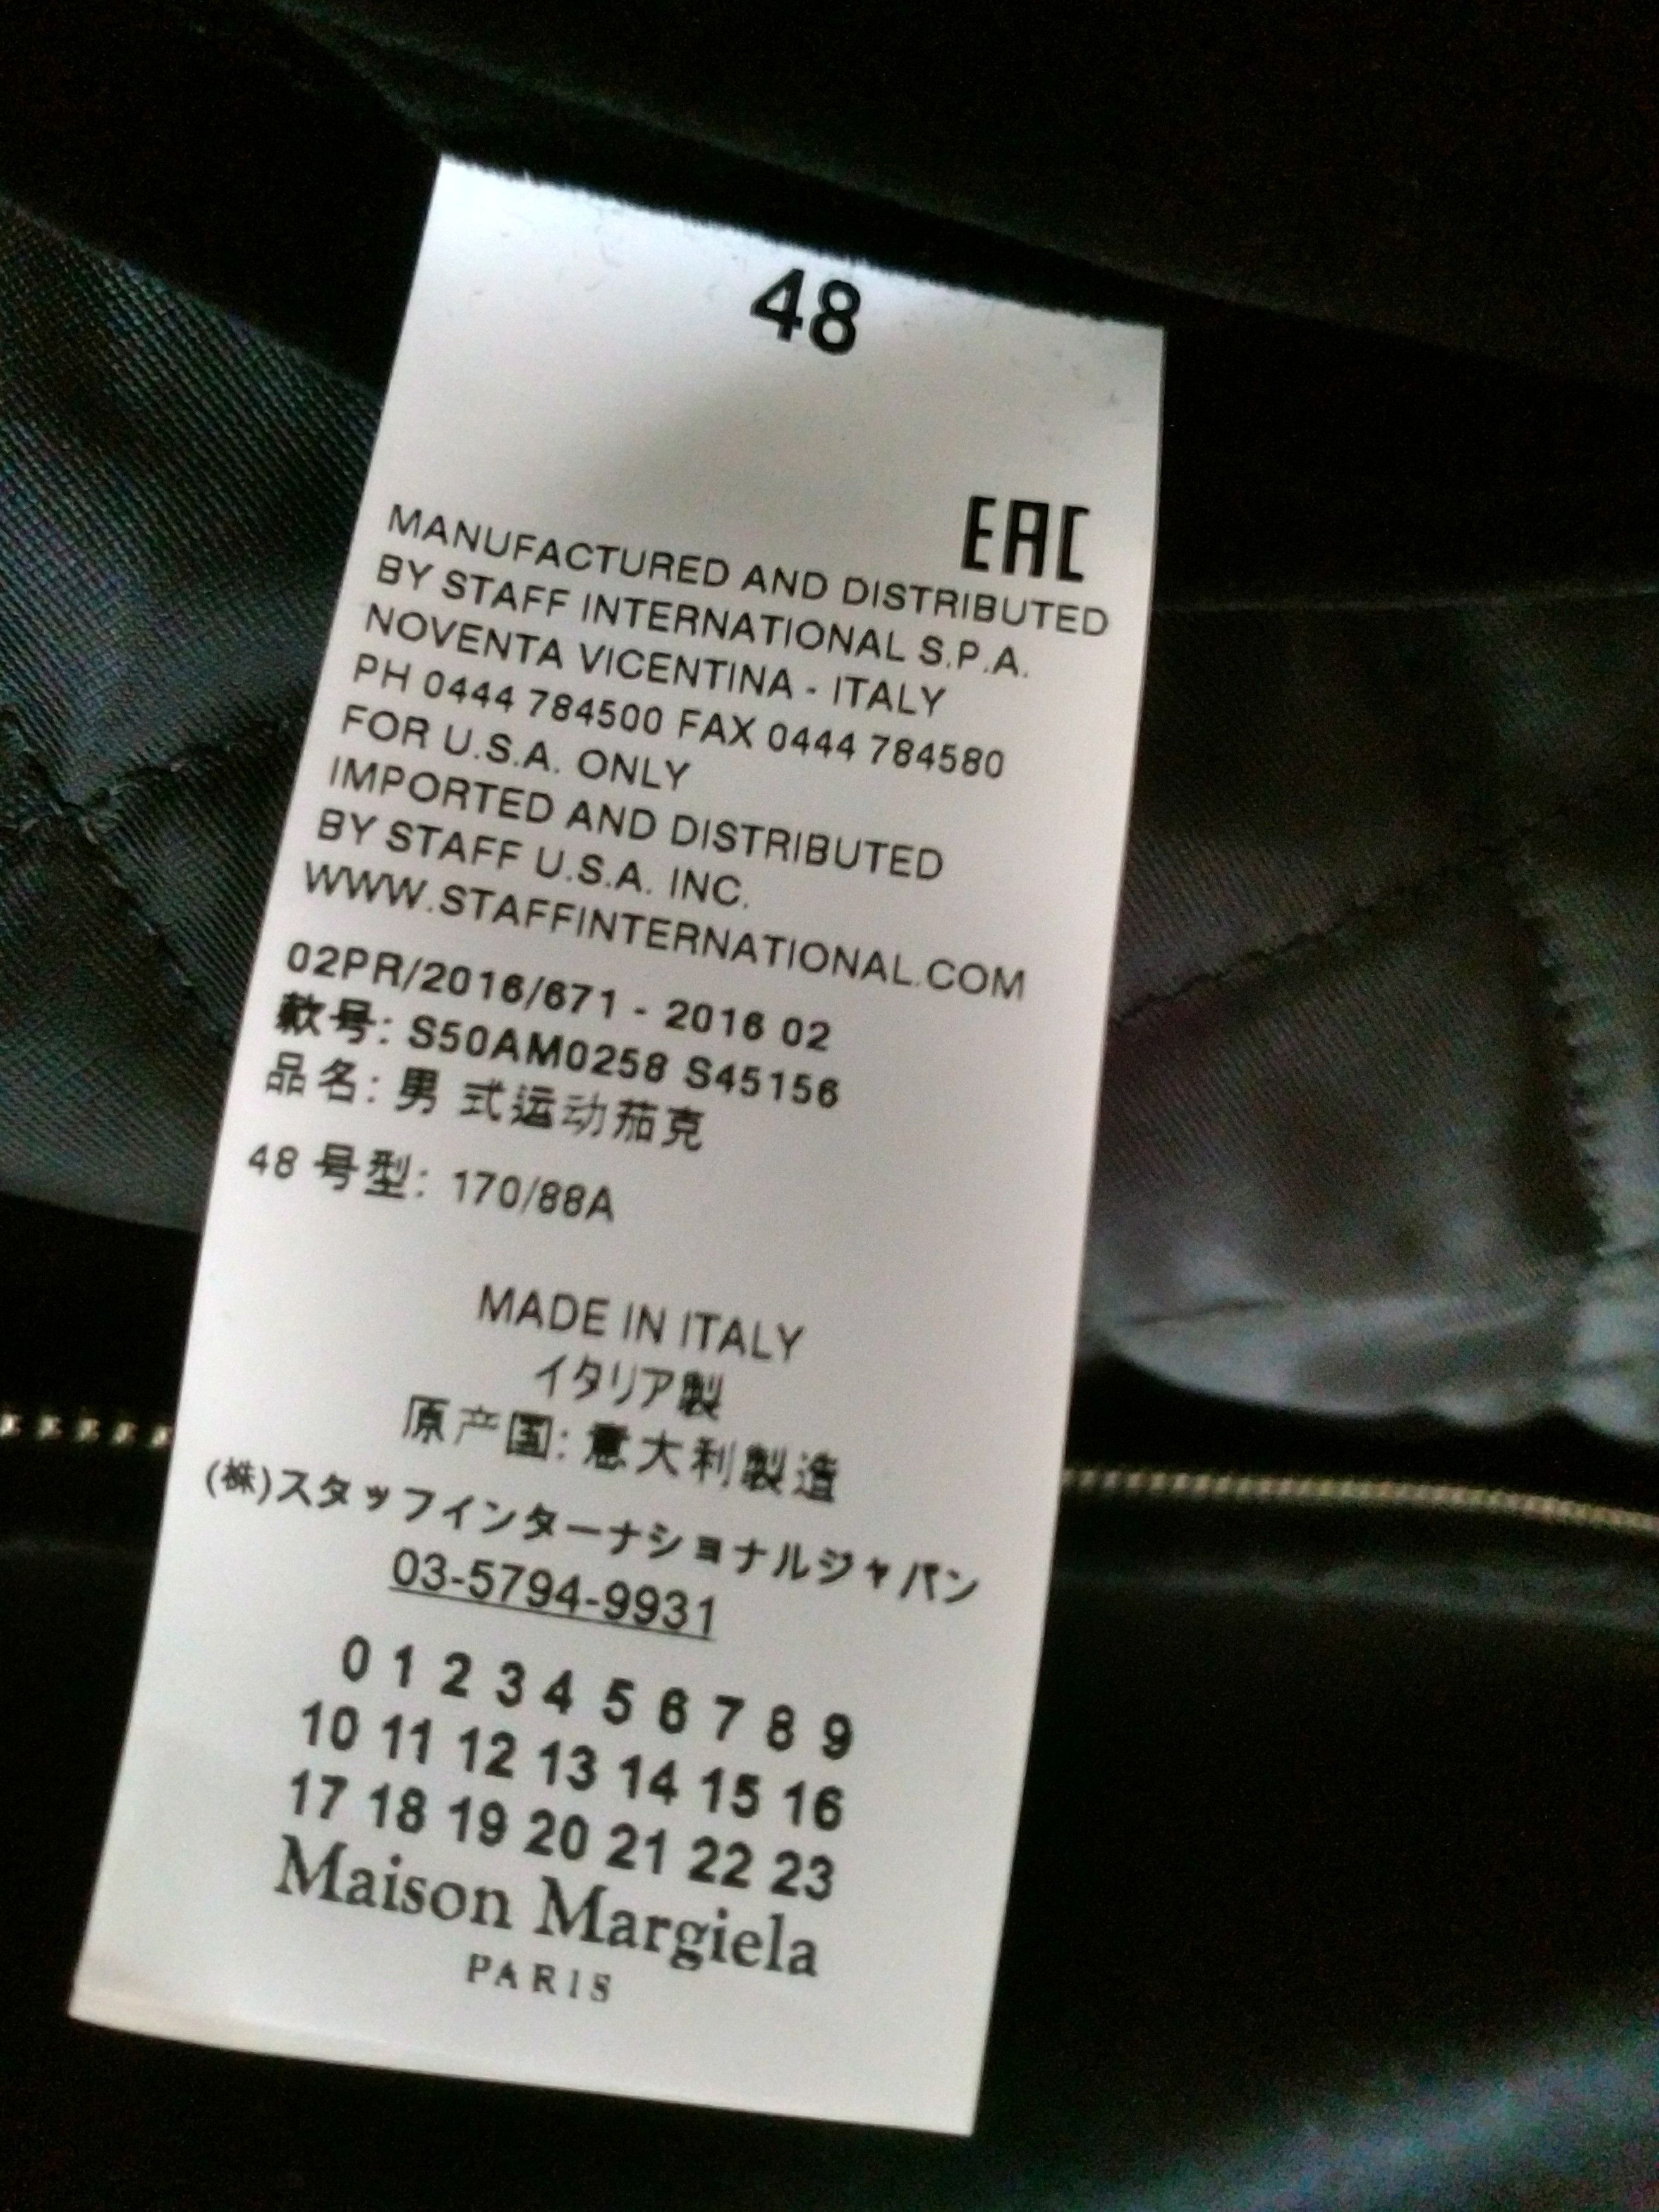 48
EAC
MANUFACTURED AND DISTRIBUTED
BY STAFF INTERNATIONAL S.P.A.
NOVENTA VICENTINA - ITALY
PH 0444 784500 FAX 0444 784580
FOR U.S.A. ONLY
IMPORTED AND DISTRIBUTED
BY STAFF U.S.A. INC.
WWW.STAFFINTERNATIONAL.COM
02PR/2016/671 - 2016 02
款号: S50AM0258 S45156
品名: 男 式运动茄克
48 号型: 170/88A
MADE IN ITALY
イタリア製
原产国: 意大利製造
(株)スタッフインターナショナルジャパン
03-5794-9931
0 1 2 3 4 5 6 7 8 9
10 11 12 13 14 15 16
17 18 19 20 21 22 23
Maison Margiela
PARIS